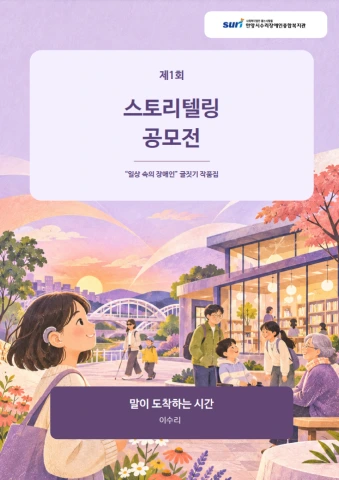 suri 안양시수리장애인종합복지관
제1회
스토리텔링
공모전
"일상 속의 장애인" 글짓기 작품집
말이 도착하는 시간
이수리